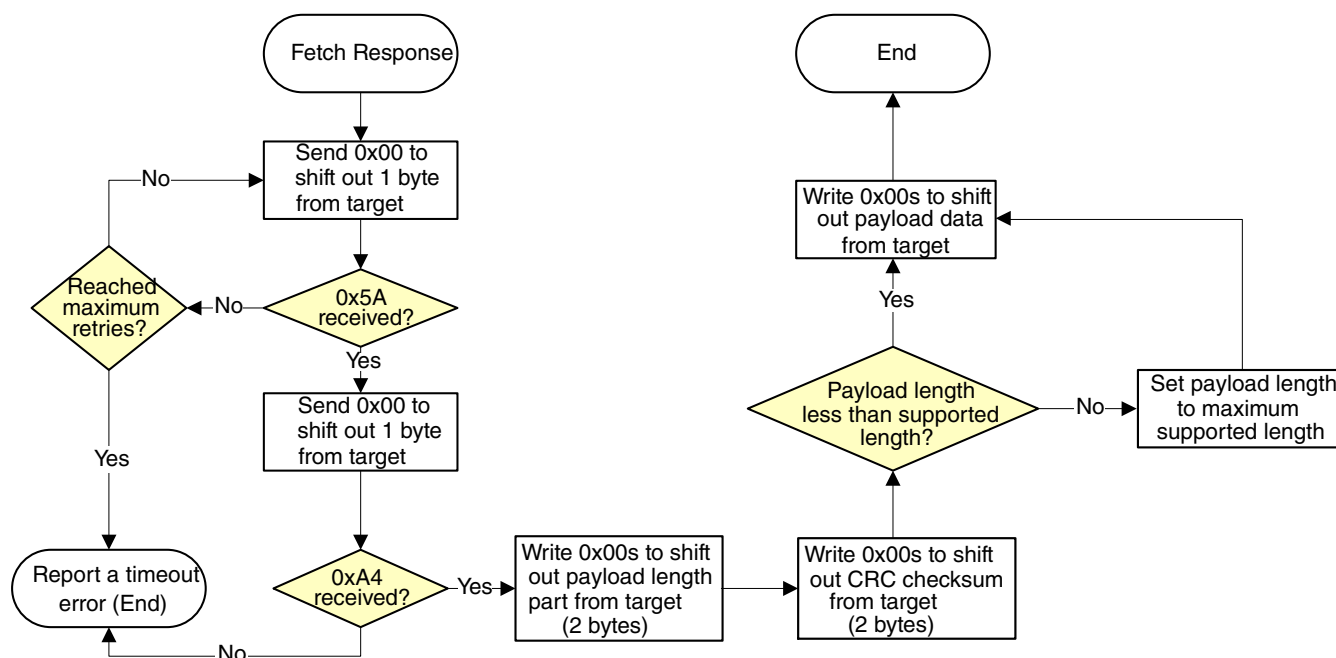 Fetch Response
Send 0x00 to
shift out 1 byte
from target
No
Reached
maximum
retries?
No
0x5A
received?
Yes
Send 0x00 to
shift out 1 byte
from target
Yes
Report a timeout
error (End)
0xA4
received?
No
Yes
Write 0x00s to shift
out payload length
part from target
(2 bytes)
Write 0x00s to shift
out CRC checksum
from target
(2 bytes)
Payload length
less than supported
length?
No
Set payload length
to maximum
supported length
Yes
Write 0x00s to shift
out payload data
from target
End